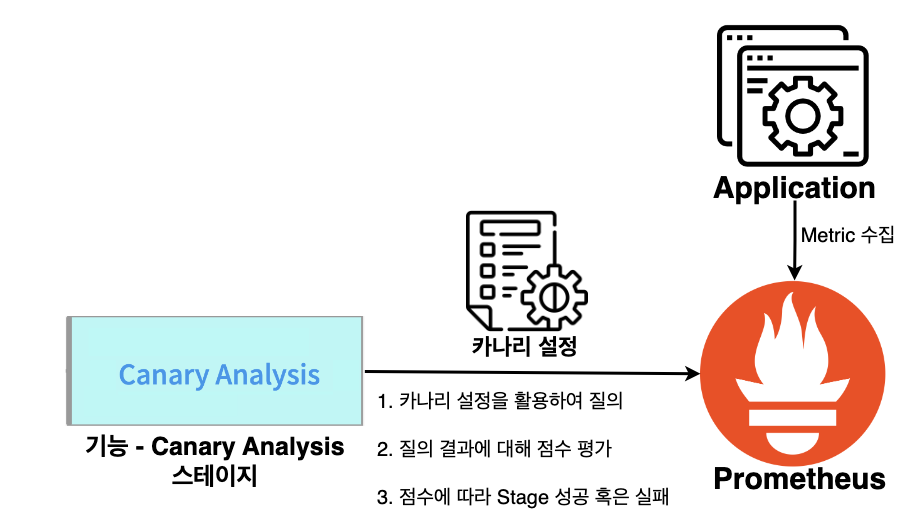 Application
Metric 수집
카나리 설정
Canary Analysis
1. 카나리 설정을 활용하여 질의
기능 - Canary Analysis
스테이지
2. 질의 결과에 대해 점수 평가
Prometheus
3. 점수에 따라 Stage 성공 혹은 실패